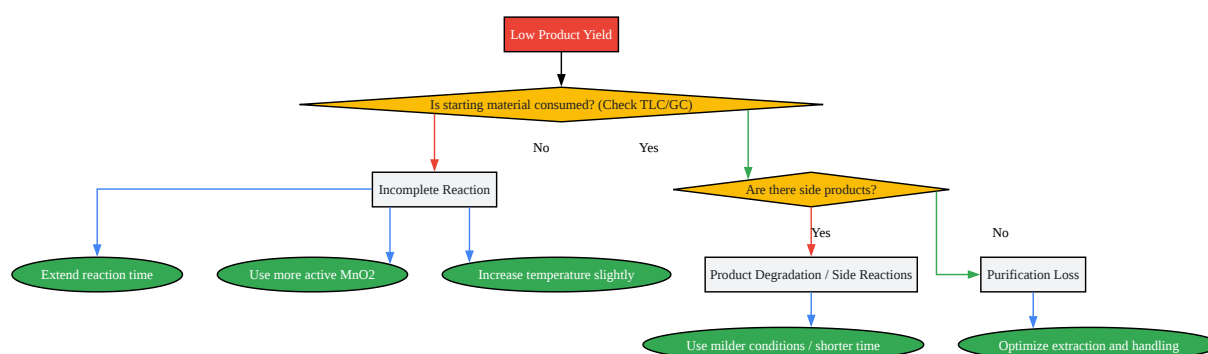 Low Product Yield
Is starting material consumed? (Check TLC/GC)
No
Yes
Incomplete Reaction
Are there side products?
Yes
No
Extend reaction time
Use more active MnO2
Increase temperature slightly
Product Degradation / Side Reactions
Purification Loss
Use milder conditions / shorter time
Optimize extraction and handling